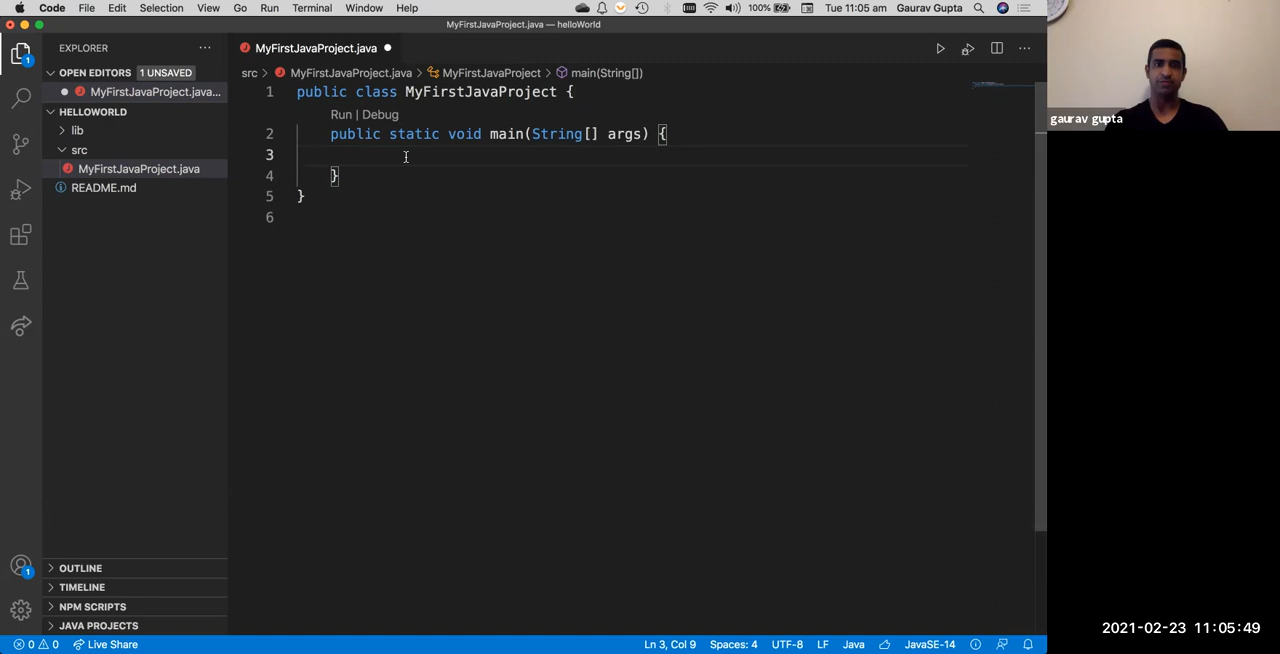 Code File Edit Selection View Go Run Terminal Window Help 100% Tue 11:05 am Gaurav Gupta
MyFirstJavaProject.java — helloWorld
EXPLORER
OPEN EDITORS 1 UNSAVED
MyFirstJavaProject.java...
HELLOWORLD
lib
src
MyFirstJavaProject.java
README.md
OUTLINE
TIMELINE
NPM SCRIPTS
JAVA PROJECTS
MyFirstJavaProject.java
src > MyFirstJavaProject.java > MyFirstJavaProject > main(String[])
1 public class MyFirstJavaProject {
Run | Debug
2 public static void main(String[] args) {
3
4 }
5 }
6
gaurav gupta
2021-02-23 11:05:49
0 0 Live Share Ln 3, Col 9 Spaces: 4 UTF-8 LF Java JavaSE-14
1
1